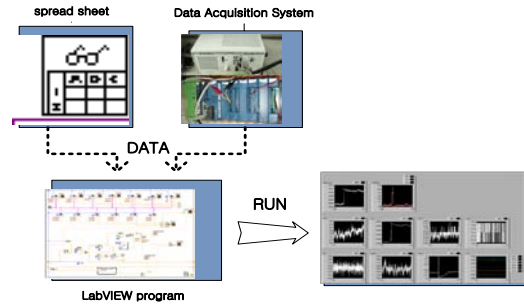 spread sheet
Data Acquisition System
DATA
RUN
LabVIEW program